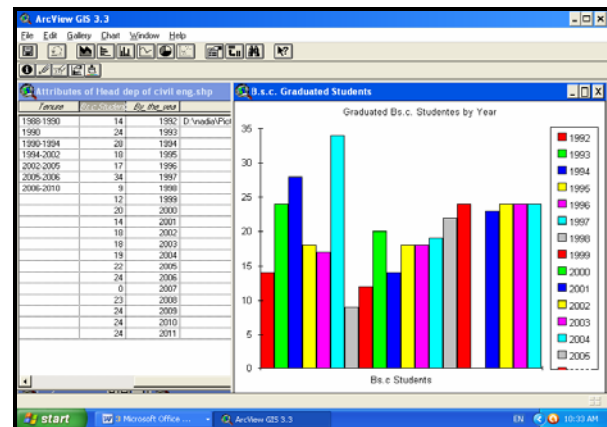 ArcView GIS 3.3
File Edit Gallery Chart Window Help
Attributes of Head dep of civil eng.shp
Tenure By_the_year
1988-1990 14 1992 D:\nadia\Pict
1990 24 1993
1990-1994 28 1994
1994-2002 18 1995
2002-2005 17 1996
2005-2006 34 1997
2006-2010 9 1998
12 1999
20 2000
14 2001
18 2002
18 2003
19 2004
22 2005
24 2006
0 2007
23 2008
24 2009
24 2010
24 2011
B.s.c. Graduated Students
Graduated Bs.c. Studentes by Year
35
30
25
20
15
10
5
0
Bs.c Students
1992
1993
1994
1995
1996
1997
1998
1999
2000
2001
2002
2003
2004
2005
start
3 Microsoft Office ...
ArcView GIS 3.3
EN
10:33 AM